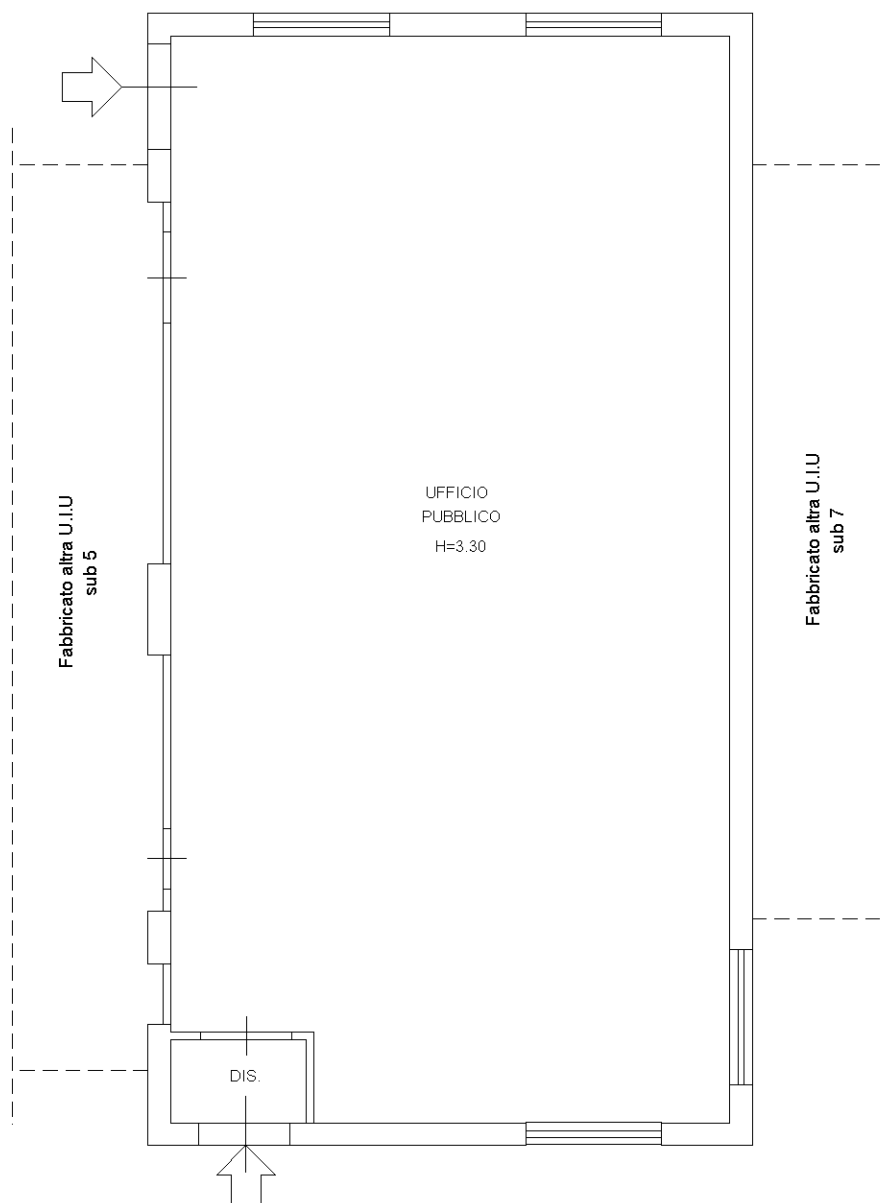 UFFICIO
PUBBLICO
H=3.30
Fabbricato altra U.I.U
sub 5
Fabbricato altra U.I.U
sub 7
DIS.